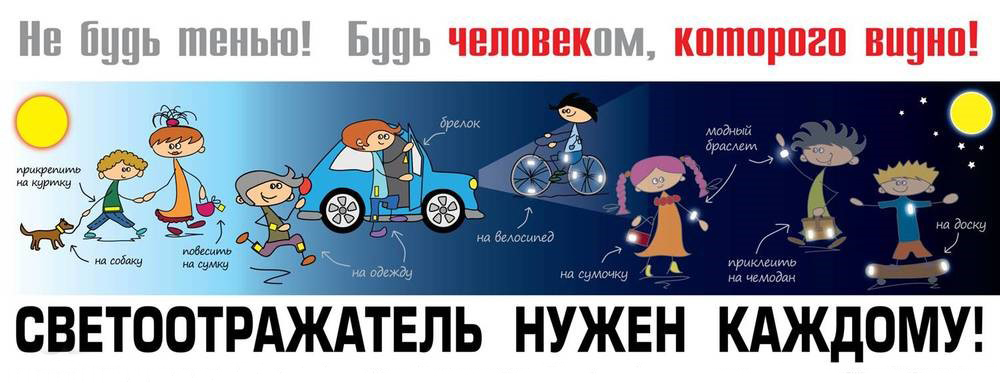 Не будь тенью! Будь человеком, которого видно!
прикрепить
на куртку
на собаку
повесить
на сумку
на одежду
брелок
на велосипед
на сумочку
модный
браслет
приклеить
на чемодан
на доску
СВЕТООТРАЖАТЕЛЬ НУЖЕН КАЖДОМУ!